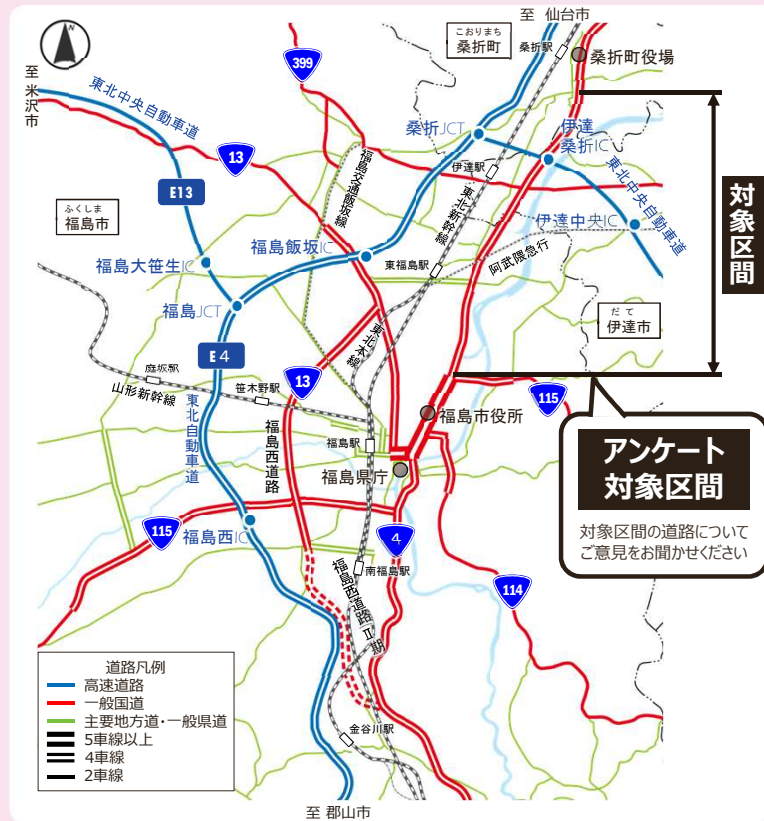 至 仙台市
こおりまち
桑折町
桑折駅
桑折町役場
399
至 米沢市
東北中央自動車道
13
桑折JCT
伊達
桑折IC
福島交通飯坂線
伊達駅
東北新幹線
東北中央自動車道
対象区間
E13
ふくしま
福島市
伊達中央IC
福島飯坂IC
阿武隈急行
福島大笹生IC
東福島駅
福島JCT
だて
伊達市
東北本線
E4
庭坂駅
13
笹木野駅
山形新幹線
115
東北自動車道
福島西道路
福島市役所
福島駅
福島県庁
アンケート
対象区間
対象区間の道路について
ご意見をお聞かせください
115
福島西IC
4
南福島駅
福島西道路(Ⅱ期)
114
道路凡例
高速道路
一般国道
主要地方道・一般県道
5車線以上
4車線
2車線
金谷川駅
至 郡山市